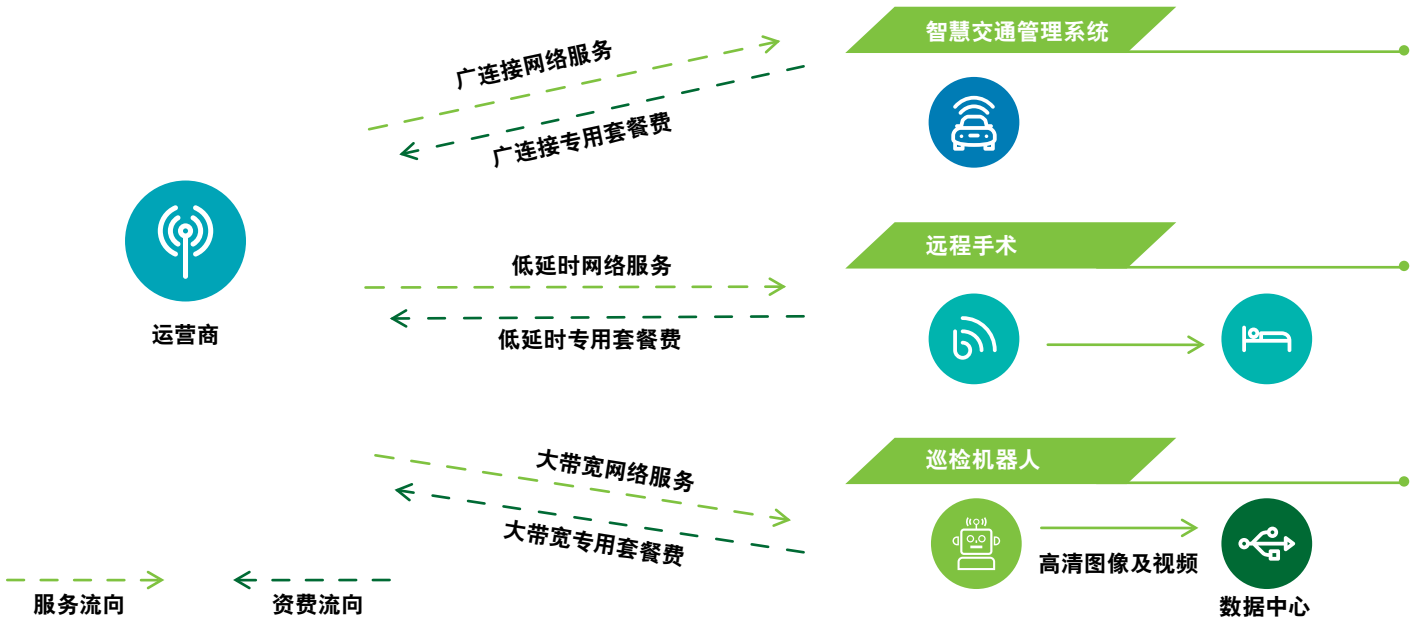 智慧交通管理系统
广连接网络服务
广连接专用套餐费
远程手术
低延时网络服务
运营商
低延时专用套餐费
巡检机器人
大带宽网络服务
大带宽专用套餐费
高清图像及视频
服务流向
资费流向
数据中心